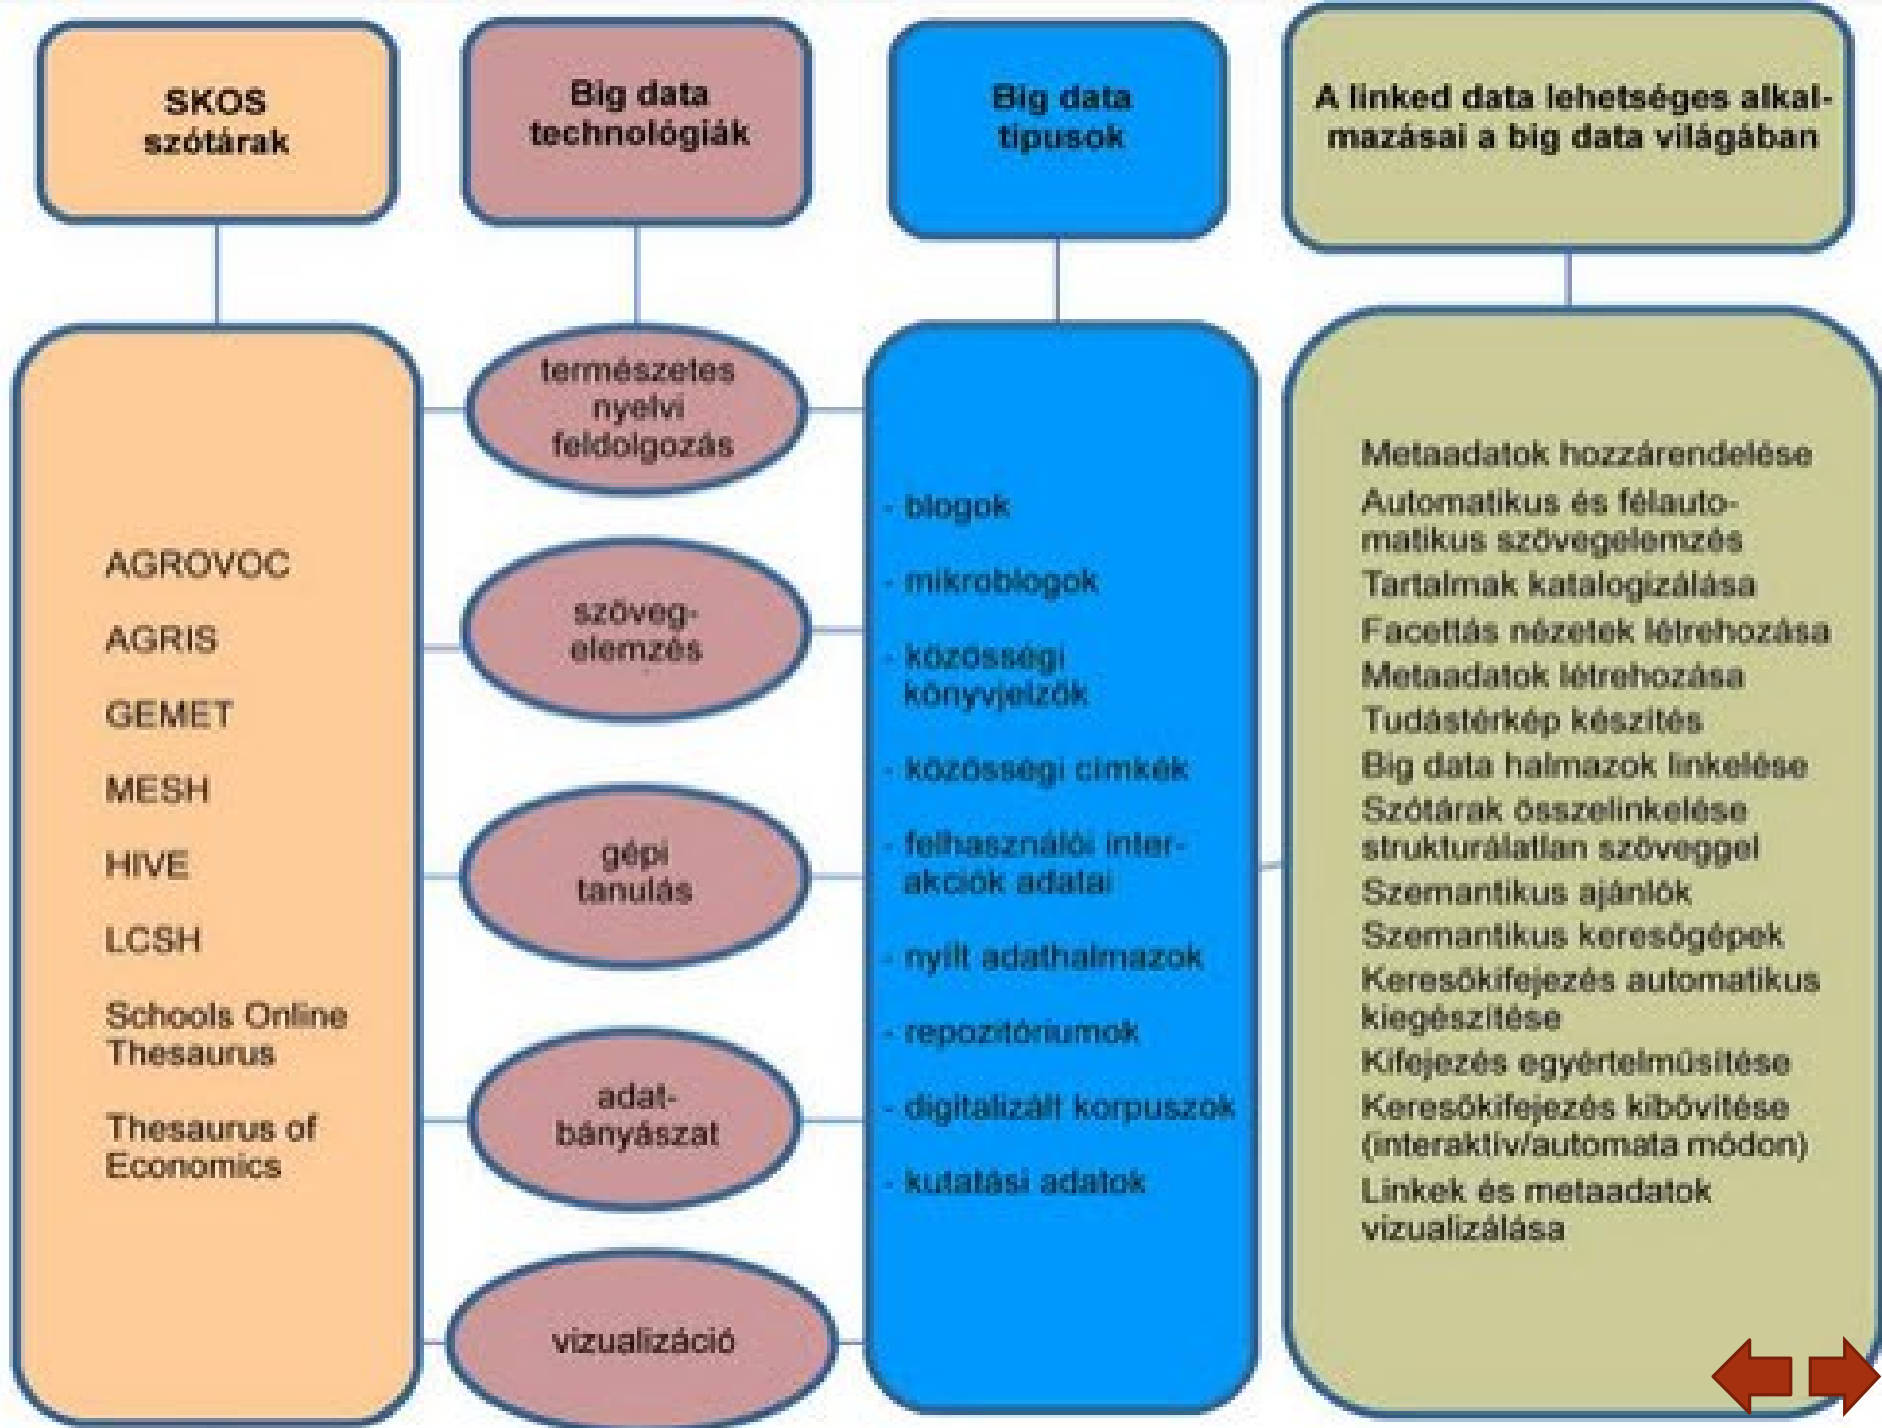 SKOS
szótárak
Big data
technológiák
Big data
tipusok
A linked data lehetséges alkal-
mazásai a big data világában
AGROVOC
AGRIS
GEMET
MESH
HIVE
LCSH
Schools Online
Thesaurus
Thesaurus of
Economics
természetes
nyelvi
feldolgozás
szöveg-
elemzés
gépi
tanulás
adat-
bányászat
vizualizáció
- blogok
- mikroblogok
- közösségi
könyvjelzők
- közösségi címkék
- felhasználói inter-
akciók adatai
- nyílt adathalmazok
- repozitóriumok
- digitalizált korpuszok
- kutatási adatok
Metaadatok hozzárendelése
Automatikus és félauto-
matikus szövegelemzés
Tartalmak katalogizálása
Facettás nézetek létrehozása
Metaadatok létrehozása
Tudástérkép készítés
Big data halmazok linkelése
Szótárak összelinkelése
strukturálatlan szöveggel
Szemantikus ajánlók
Szemantikus keresőgépek
Keresőkifejezés automatikus
kiegészítése
Kifejezés egyértelműsítése
Keresőkifejezés kibővítése
(interaktív/automata módon)
Linkek és metaadatok
vizualizálása